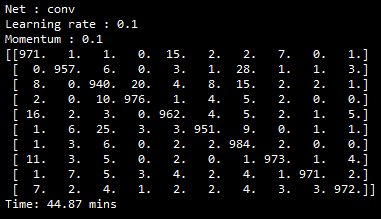 Net : conv
Learning rate : 0.1
Momentum : 0.1
[[971. 1. 1. 0. 15. 2. 2. 7. 0. 1.]
[ 0. 957. 6. 0. 3. 1. 28. 1. 1. 3.]
[ 8. 0. 940. 20. 4. 8. 15. 2. 2. 1.]
[ 2. 0. 10. 976. 1. 4. 5. 2. 0. 0.]
[ 16. 2. 3. 0. 962. 4. 5. 2. 1. 5.]
[ 1. 6. 25. 3. 3. 951. 9. 0. 1. 1.]
[ 1. 3. 6. 0. 2. 2. 984. 2. 0. 0.]
[ 11. 3. 5. 0. 2. 0. 1. 973. 1. 4.]
[ 1. 7. 5. 3. 4. 2. 4. 1. 971. 2.]
[ 7. 2. 4. 1. 2. 2. 4. 3. 3. 972.]]
Time: 44.87 mins